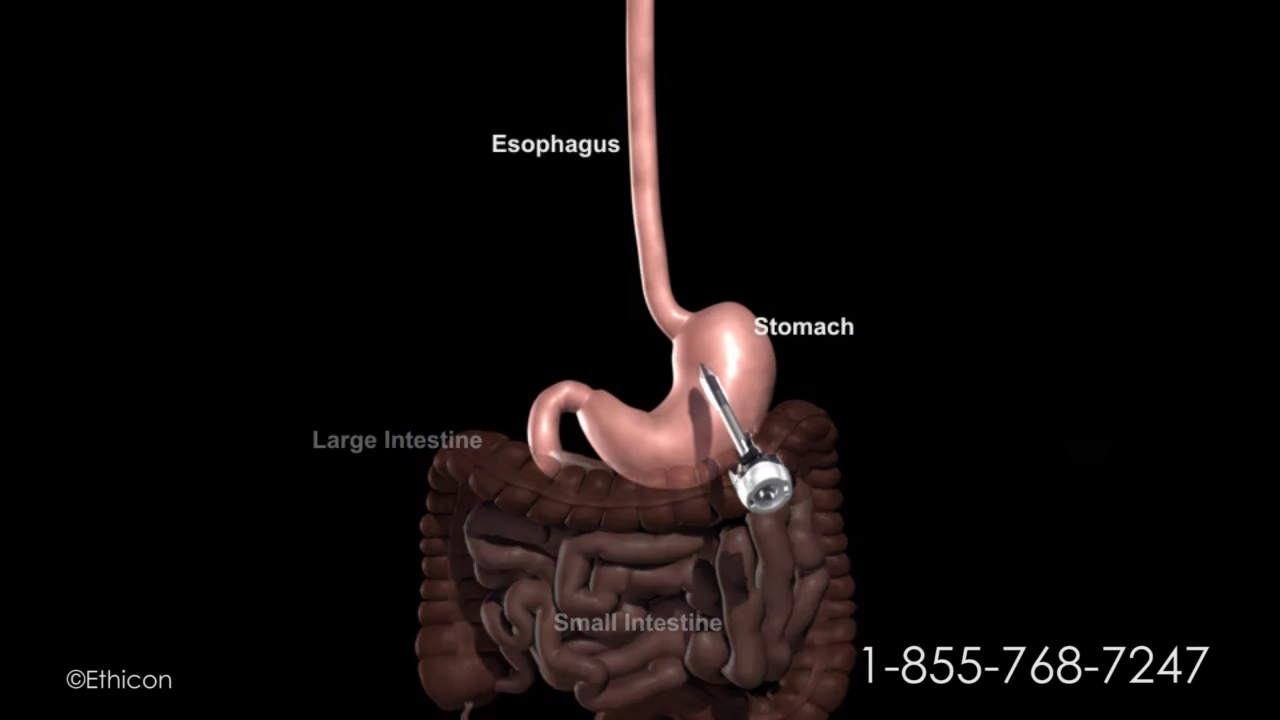 Esophagus
Stomach
Large Intestine
Small Intestine
1-855-768-7247
©Ethicon